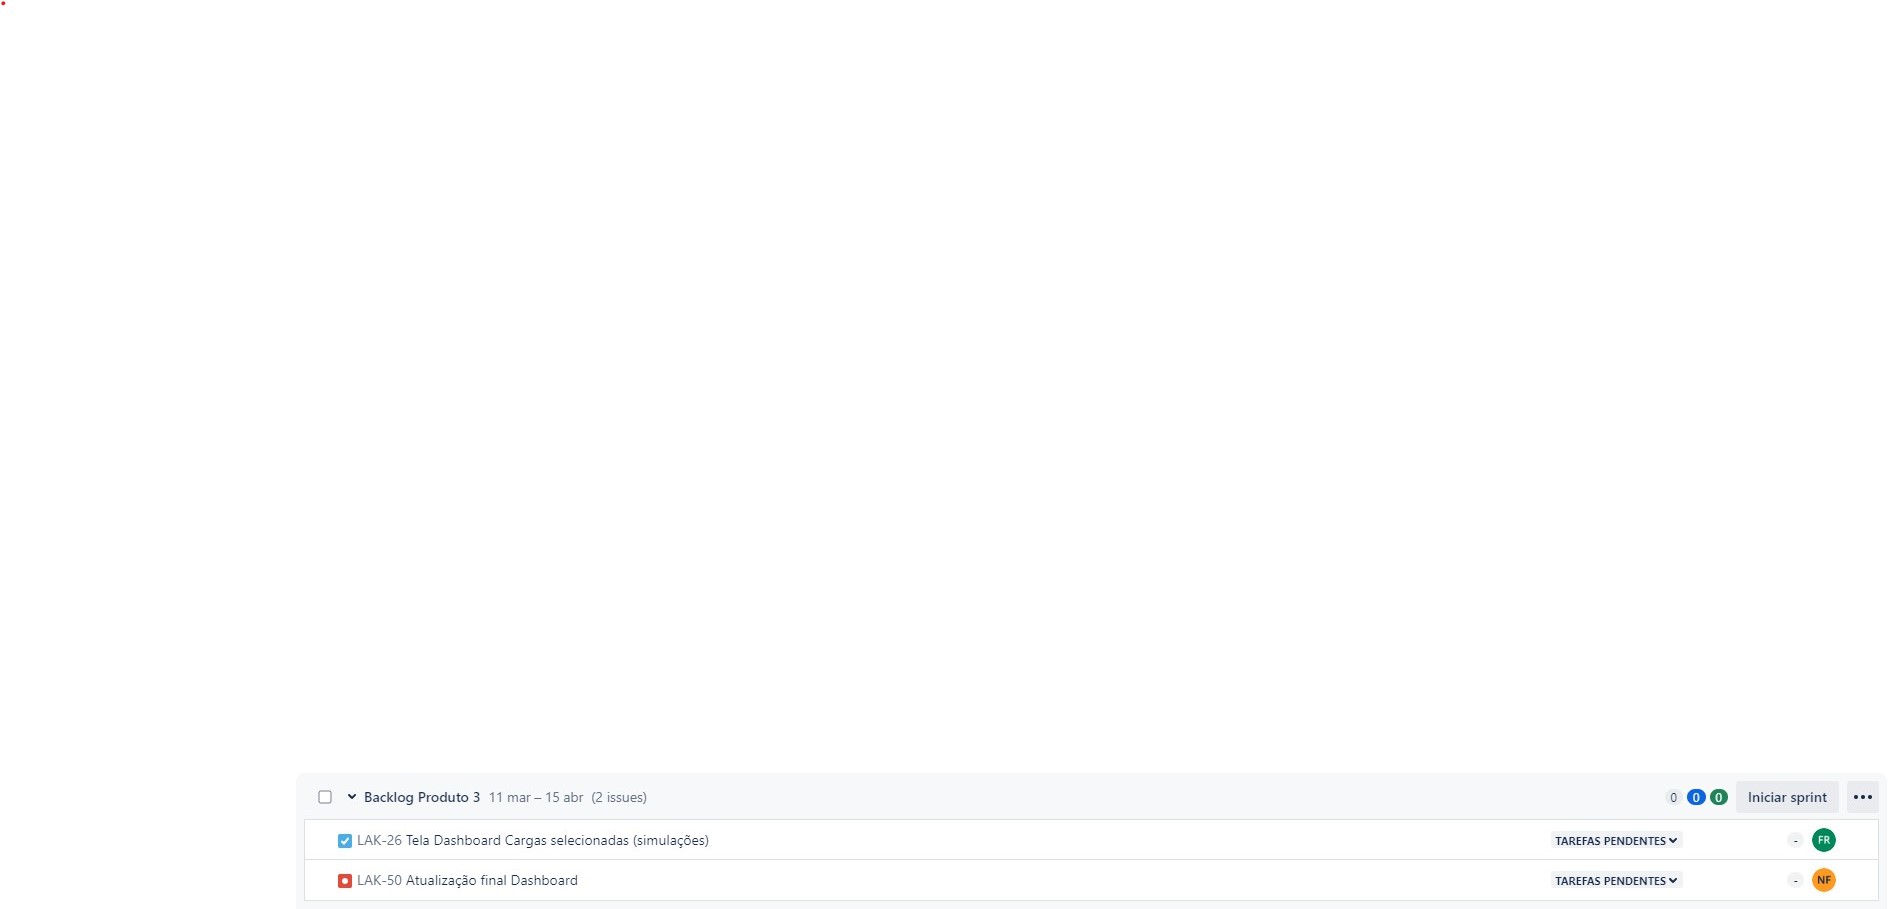 Backlog Produto 3 11 mar – 15 abr (2 issues) 0 0 0 Iniciar sprint
LAK-26 Tela Dashboard Cargas selecionadas (simulações) TAREFAS PENDENTES - FR
LAK-50 Atualização final Dashboard TAREFAS PENDENTES - NF